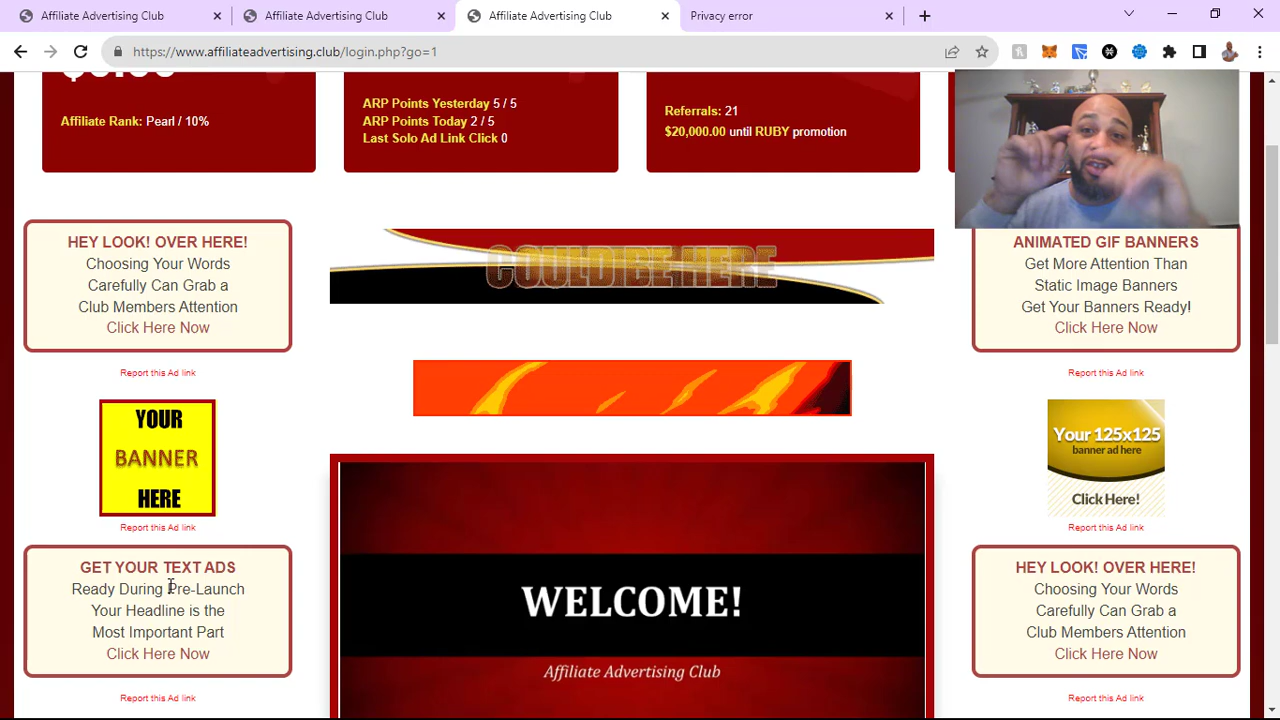 Affiliate Advertising Club
Affiliate Advertising Club
Affiliate Advertising Club
Privacy error
https://www.affiliateadvertising.club/login.php?go=1
Affiliate Rank: Pearl / 10%
ARP Points Yesterday 5 / 5
ARP Points Today 2 / 5
Last Solo Ad Link Click 0
Referrals: 21
$20,000.00 until RUBY promotion
HEY LOOK! OVER HERE!
Choosing Your Words
Carefully Can Grab a
Club Members Attention
Click Here Now
Report this Ad link
YOUR
BANNER
HERE
Report this Ad link
GET YOUR TEXT ADS
Ready During Pre-Launch
Your Headline is the
Most Important Part
Click Here Now
Report this Ad link
COULD BE HERE
WELCOME!
Affiliate Advertising Club
ANIMATED GIF BANNERS
Get More Attention Than
Static Image Banners
Get Your Banners Ready!
Click Here Now
Report this Ad link
Your 125x125
banner ad here
Click Here!
Report this Ad link
HEY LOOK! OVER HERE!
Choosing Your Words
Carefully Can Grab a
Club Members Attention
Click Here Now
Report this Ad link